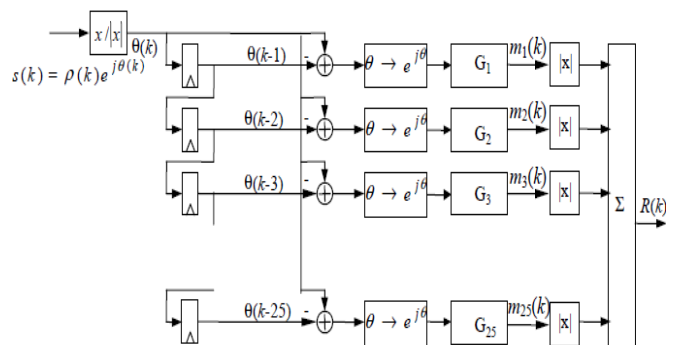 x/|x|
θ(k)
s(k) = ρ(k)e^{jθ(k)}
θ(k-1) - θ → e^{jθ} G₁ m₁(k) |x|
θ(k-2) - θ → e^{jθ} G₂ m₂(k) |x|
θ(k-3) - θ → e^{jθ} G₃ m₃(k) |x|
Σ R(k)
θ(k-25) - θ → e^{jθ} G₂₅ m₂₅(k) |x|